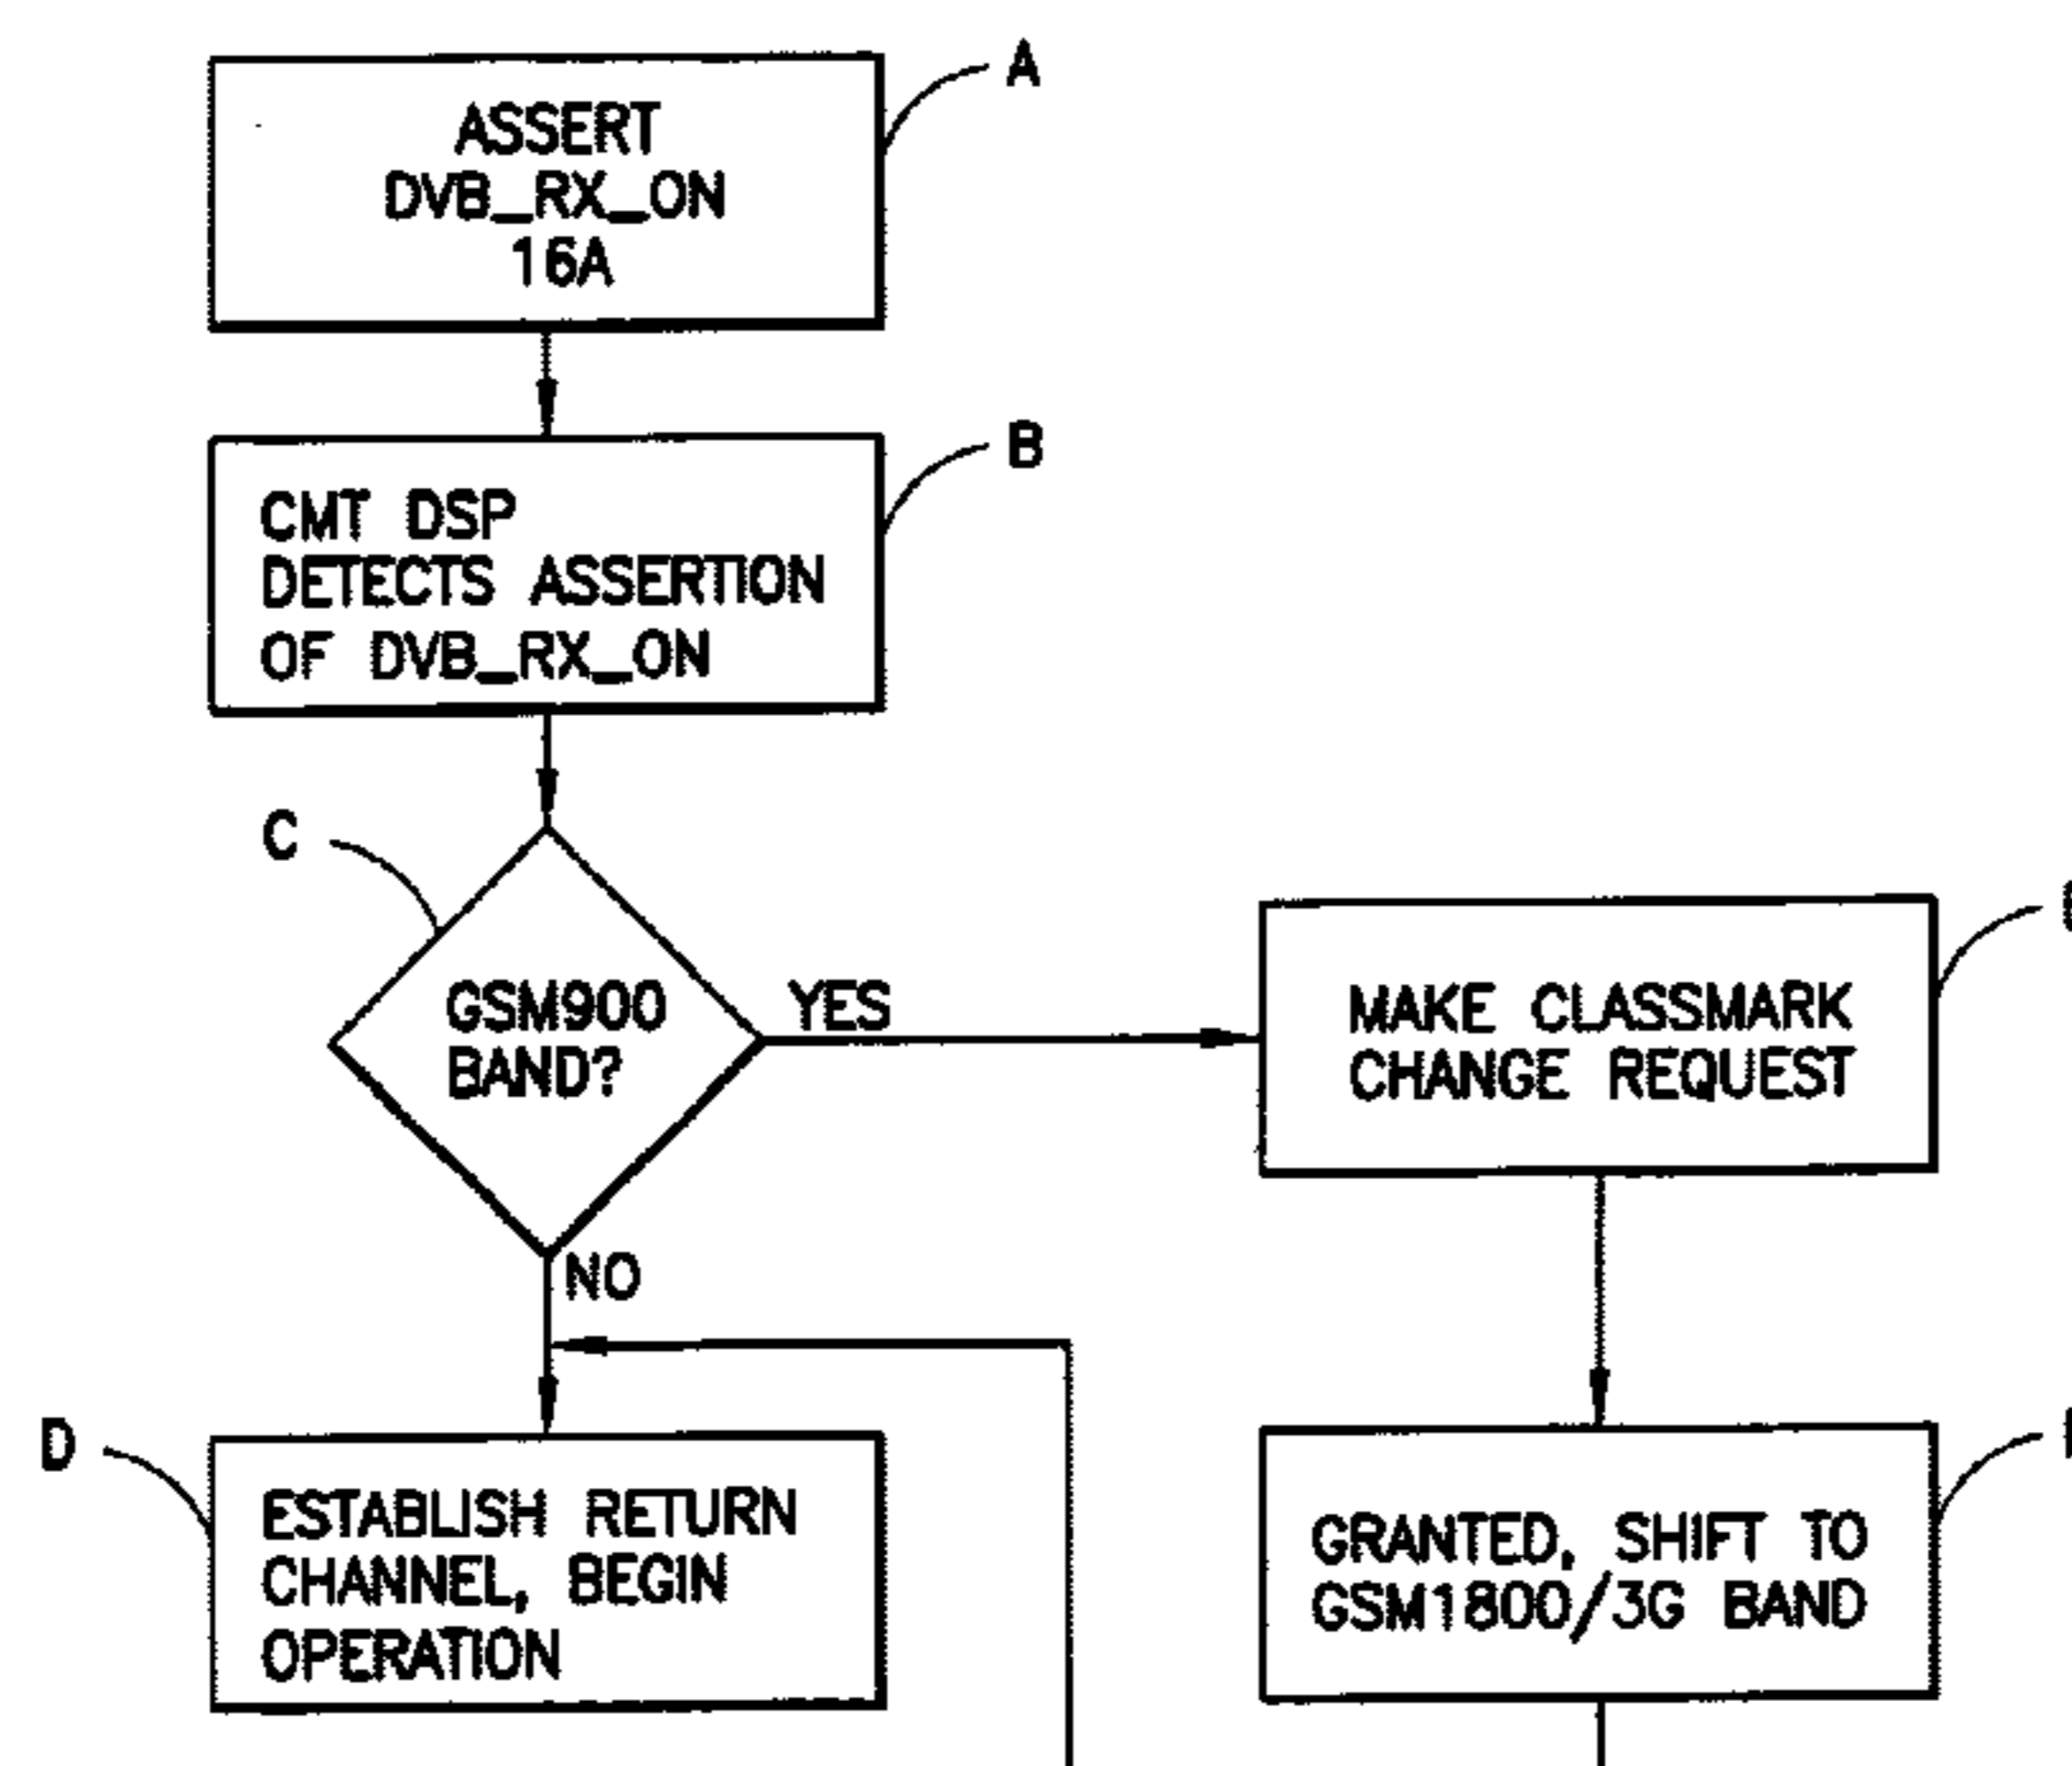 A
ASSERT
DVB_RX_ON
16A
B
CMT DSP
DETECTS ASSERTION
OF DVB_RX_ON
C
GSM900
BAND?
YES
MAKE CLASSMARK
CHANGE REQUEST
NO
D
ESTABLISH RETURN
CHANNEL, BEGIN
OPERATION
GRANTED, SHIFT TO
GSM1800/3G BAND